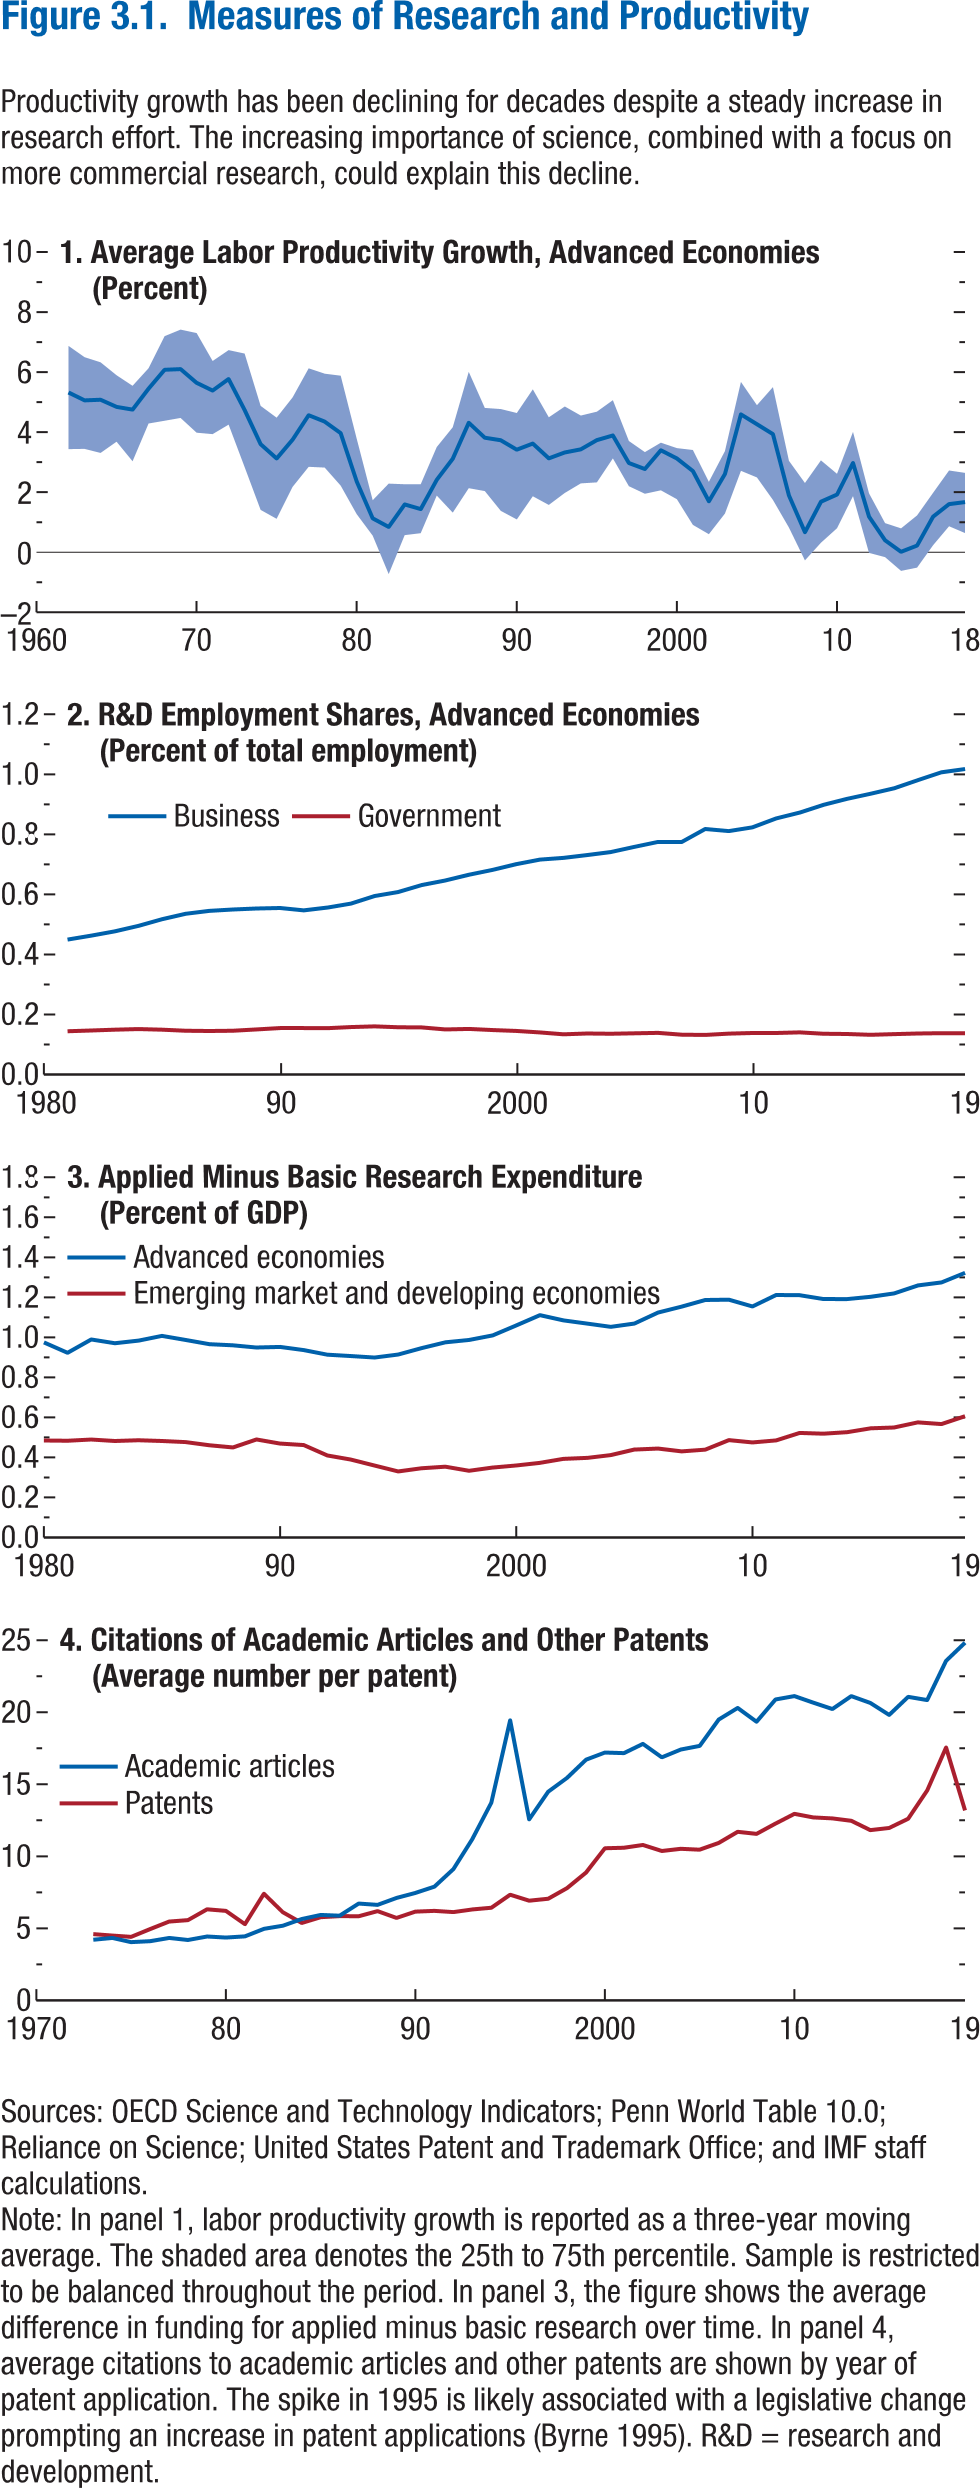 Figure 3.1. Measures of Research and Productivity
Productivity growth has been declining for decades despite a steady increase in
research effort. The increasing importance of science, combined with a focus on
more commercial research, could explain this decline.
1. Average Labor Productivity Growth, Advanced Economies
(Percent)
10
8
6
4
2
0
–2
1960 70 80 90 2000 10 18
2. R&D Employment Shares, Advanced Economies
(Percent of total employment)
Business Government
1.2
1.0
0.8
0.6
0.4
0.2
0.0
1980 90 2000 10 19
3. Applied Minus Basic Research Expenditure
(Percent of GDP)
Advanced economies
Emerging market and developing economies
1.8
1.6
1.4
1.2
1.0
0.8
0.6
0.4
0.2
0.0
1980 90 2000 10 19
4. Citations of Academic Articles and Other Patents
(Average number per patent)
Academic articles
Patents
25
20
15
10
5
0
1970 80 90 2000 10 19
Sources: OECD Science and Technology Indicators; Penn World Table 10.0;
Reliance on Science; United States Patent and Trademark Office; and IMF staff
calculations.
Note: In panel 1, labor productivity growth is reported as a three-year moving
average. The shaded area denotes the 25th to 75th percentile. Sample is restricted
to be balanced throughout the period. In panel 3, the figure shows the average
difference in funding for applied minus basic research over time. In panel 4,
average citations to academic articles and other patents are shown by year of
patent application. The spike in 1995 is likely associated with a legislative change
prompting an increase in patent applications (Byrne 1995). R&D = research and
development.